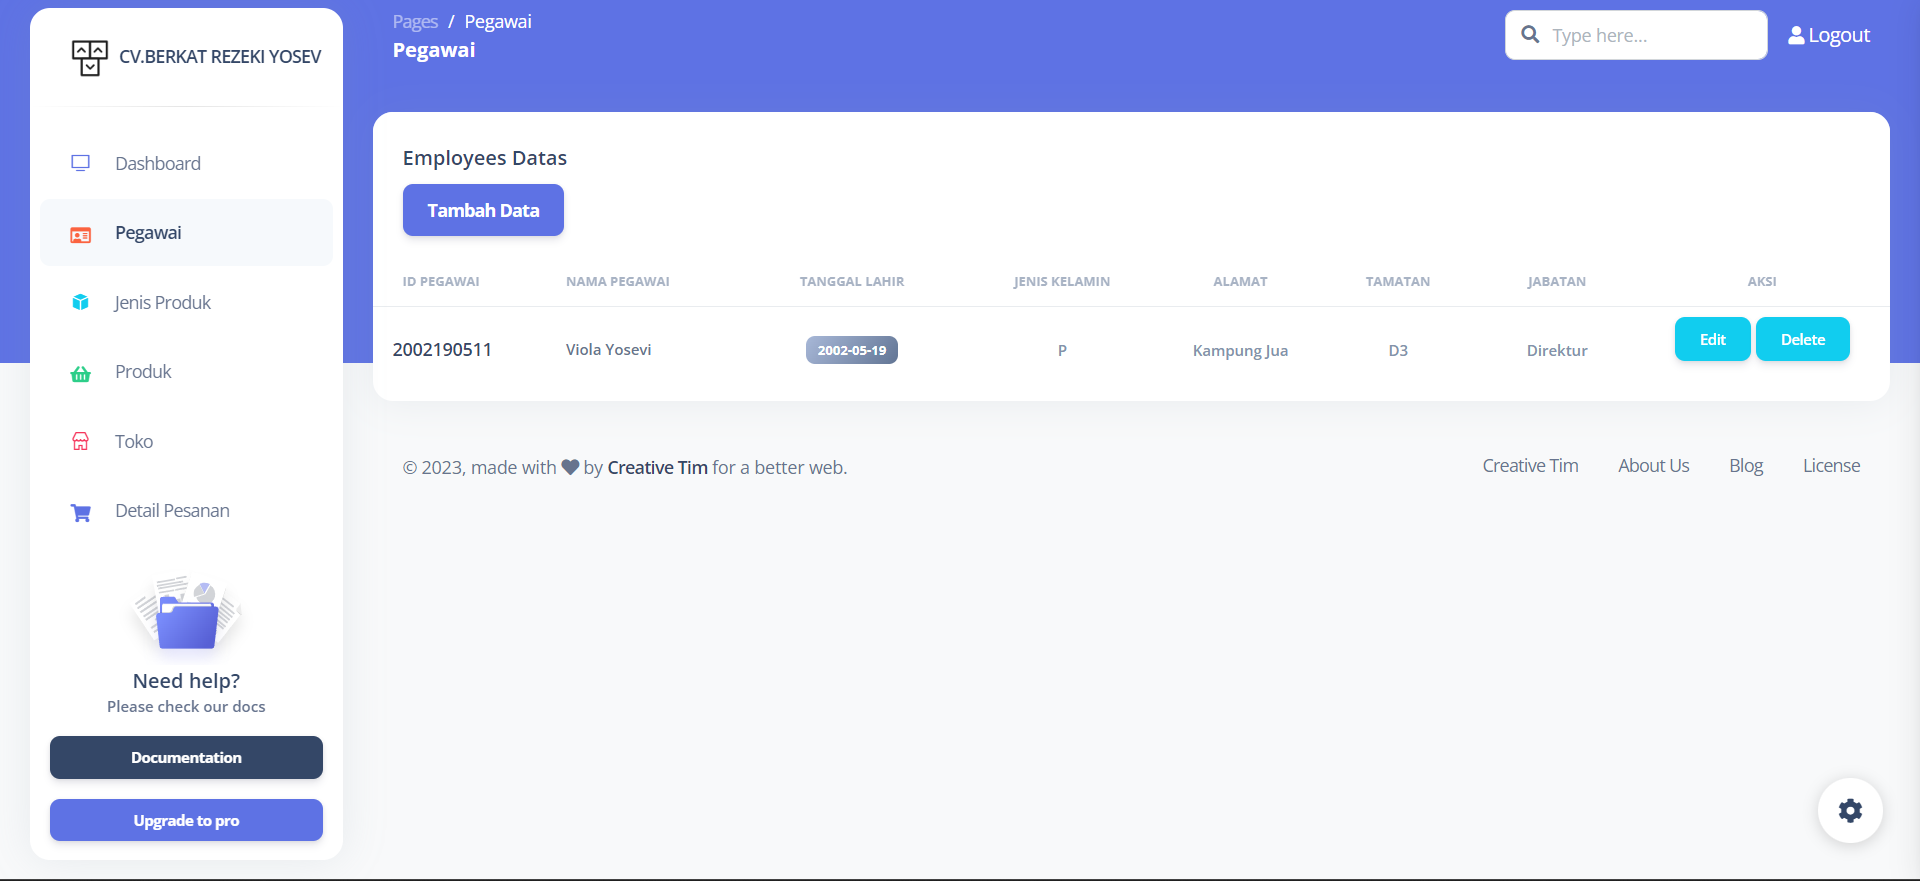 CV.BERKAT REZEKI YOSEV
Dashboard
Pegawai
Jenis Produk
Produk
Toko
Detail Pesanan
Need help?
Please check our docs
Documentation
Upgrade to pro
Pages / Pegawai
Pegawai
Type here...
Logout
Employees Datas
Tambah Data
ID PEGAWAI NAMA PEGAWAI TANGGAL LAHIR JENIS KELAMIN ALAMAT TAMATAN JABATAN AKSI
2002190511 Viola Yosevi 2002-05-19 P Kampung Jua D3 Direktur Edit Delete
© 2023, made with by Creative Tim for a better web.
Creative Tim About Us Blog License